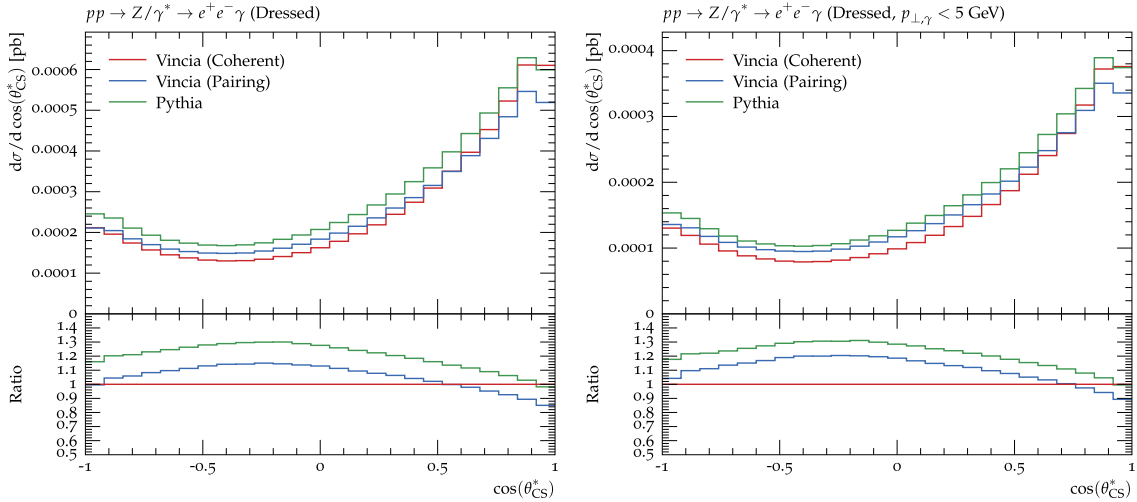 pp → Z/γ* → e⁺e⁻γ (Dressed)
dσ/d cos(θ*CS) [pb]
Vincia (Coherent)
Vincia (Pairing)
Pythia
0.0006
0.0005
0.0004
0.0003
0.0002
0.0001
0
Ratio
1.4
1.3
1.2
1.1
1
0.9
0.8
0.7
0.6
0.5
-1 -0.5 0 0.5 1
cos(θ*CS)
pp → Z/γ* → e⁺e⁻γ (Dressed, p⊥,γ < 5 GeV)
dσ/d cos(θ*CS) [pb]
Vincia (Coherent)
Vincia (Pairing)
Pythia
0.0004
0.0003
0.0002
0.0001
0
Ratio
1.4
1.3
1.2
1.1
1
0.9
0.8
0.7
0.6
0.5
-1 -0.5 0 0.5 1
cos(θ*CS)